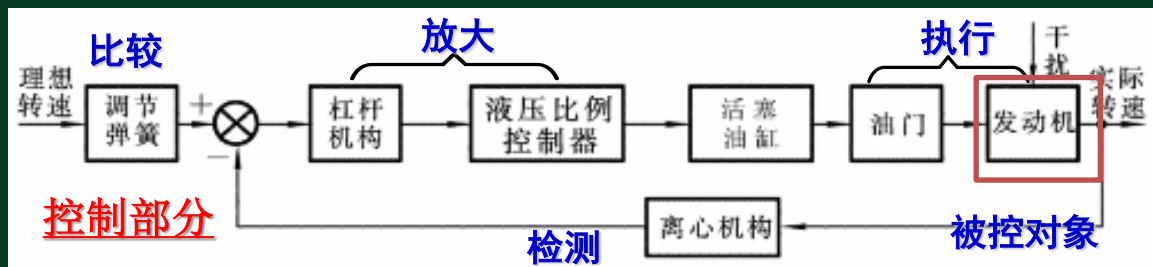 比较
放大
执行
干
扰
理想
转速
+
−
调节
弹簧
杠杆
机构
液压比例
控制器
活塞
油缸
油门
发动机
实际
转速
控制部分
检测
离心机构
被控对象